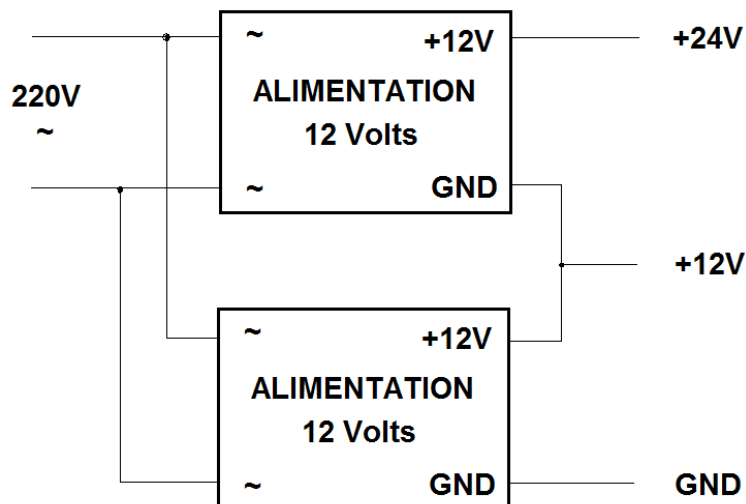 ~ +12V +24V
220V ALIMENTATION
~ 12 Volts
~ GND
+12V
~ +12V
ALIMENTATION
12 Volts
~ GND GND